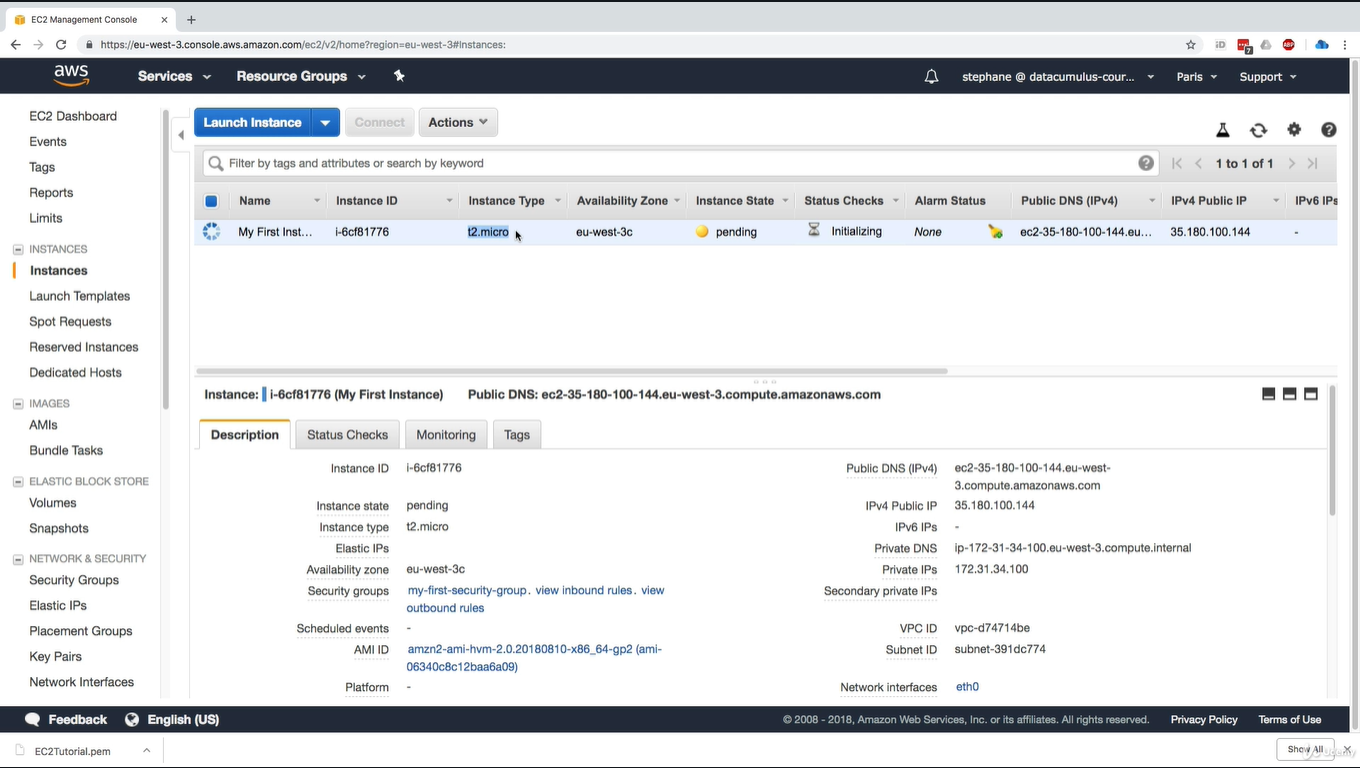 EC2 Management Console
https://eu-west-3.console.aws.amazon.com/ec2/v2/home?region=eu-west-3#Instances:
iD
7
ABP
aws
Services
Resource Groups
stephane @ datacumulus-cour...
Paris
Support
EC2 Dashboard
Events
Tags
Reports
Limits
INSTANCES
Instances
Launch Templates
Spot Requests
Reserved Instances
Dedicated Hosts
IMAGES
AMIs
Bundle Tasks
ELASTIC BLOCK STORE
Volumes
Snapshots
NETWORK & SECURITY
Security Groups
Elastic IPs
Placement Groups
Key Pairs
Network Interfaces
Launch Instance
Connect
Actions
Filter by tags and attributes or search by keyword
1 to 1 of 1
Name Instance ID Instance Type Availability Zone Instance State Status Checks Alarm Status Public DNS (IPv4) IPv4 Public IP IPv6 IPs
My First Inst... i-6cf81776 t2.micro eu-west-3c pending Initializing None ec2-35-180-100-144.eu... 35.180.100.144 -
Instance: i-6cf81776 (My First Instance) Public DNS: ec2-35-180-100-144.eu-west-3.compute.amazonaws.com
Description Status Checks Monitoring Tags
Instance ID i-6cf81776
Instance state pending
Instance type t2.micro
Elastic IPs
Availability zone eu-west-3c
Security groups my-first-security-group. view inbound rules. view
outbound rules
Scheduled events -
AMI ID amzn2-ami-hvm-2.0.20180810-x86_64-gp2 (ami-
06340c8c12baa6a09)
Platform -
Public DNS (IPv4) ec2-35-180-100-144.eu-west-
3.compute.amazonaws.com
IPv4 Public IP 35.180.100.144
IPv6 IPs -
Private DNS ip-172-31-34-100.eu-west-3.compute.internal
Private IPs 172.31.34.100
Secondary private IPs
VPC ID vpc-d74714be
Subnet ID subnet-391dc774
Network interfaces eth0
Feedback
English (US)
© 2008 - 2018, Amazon Web Services, Inc. or its affiliates. All rights reserved.
Privacy Policy
Terms of Use
EC2Tutorial.pem
Show All
Udemy